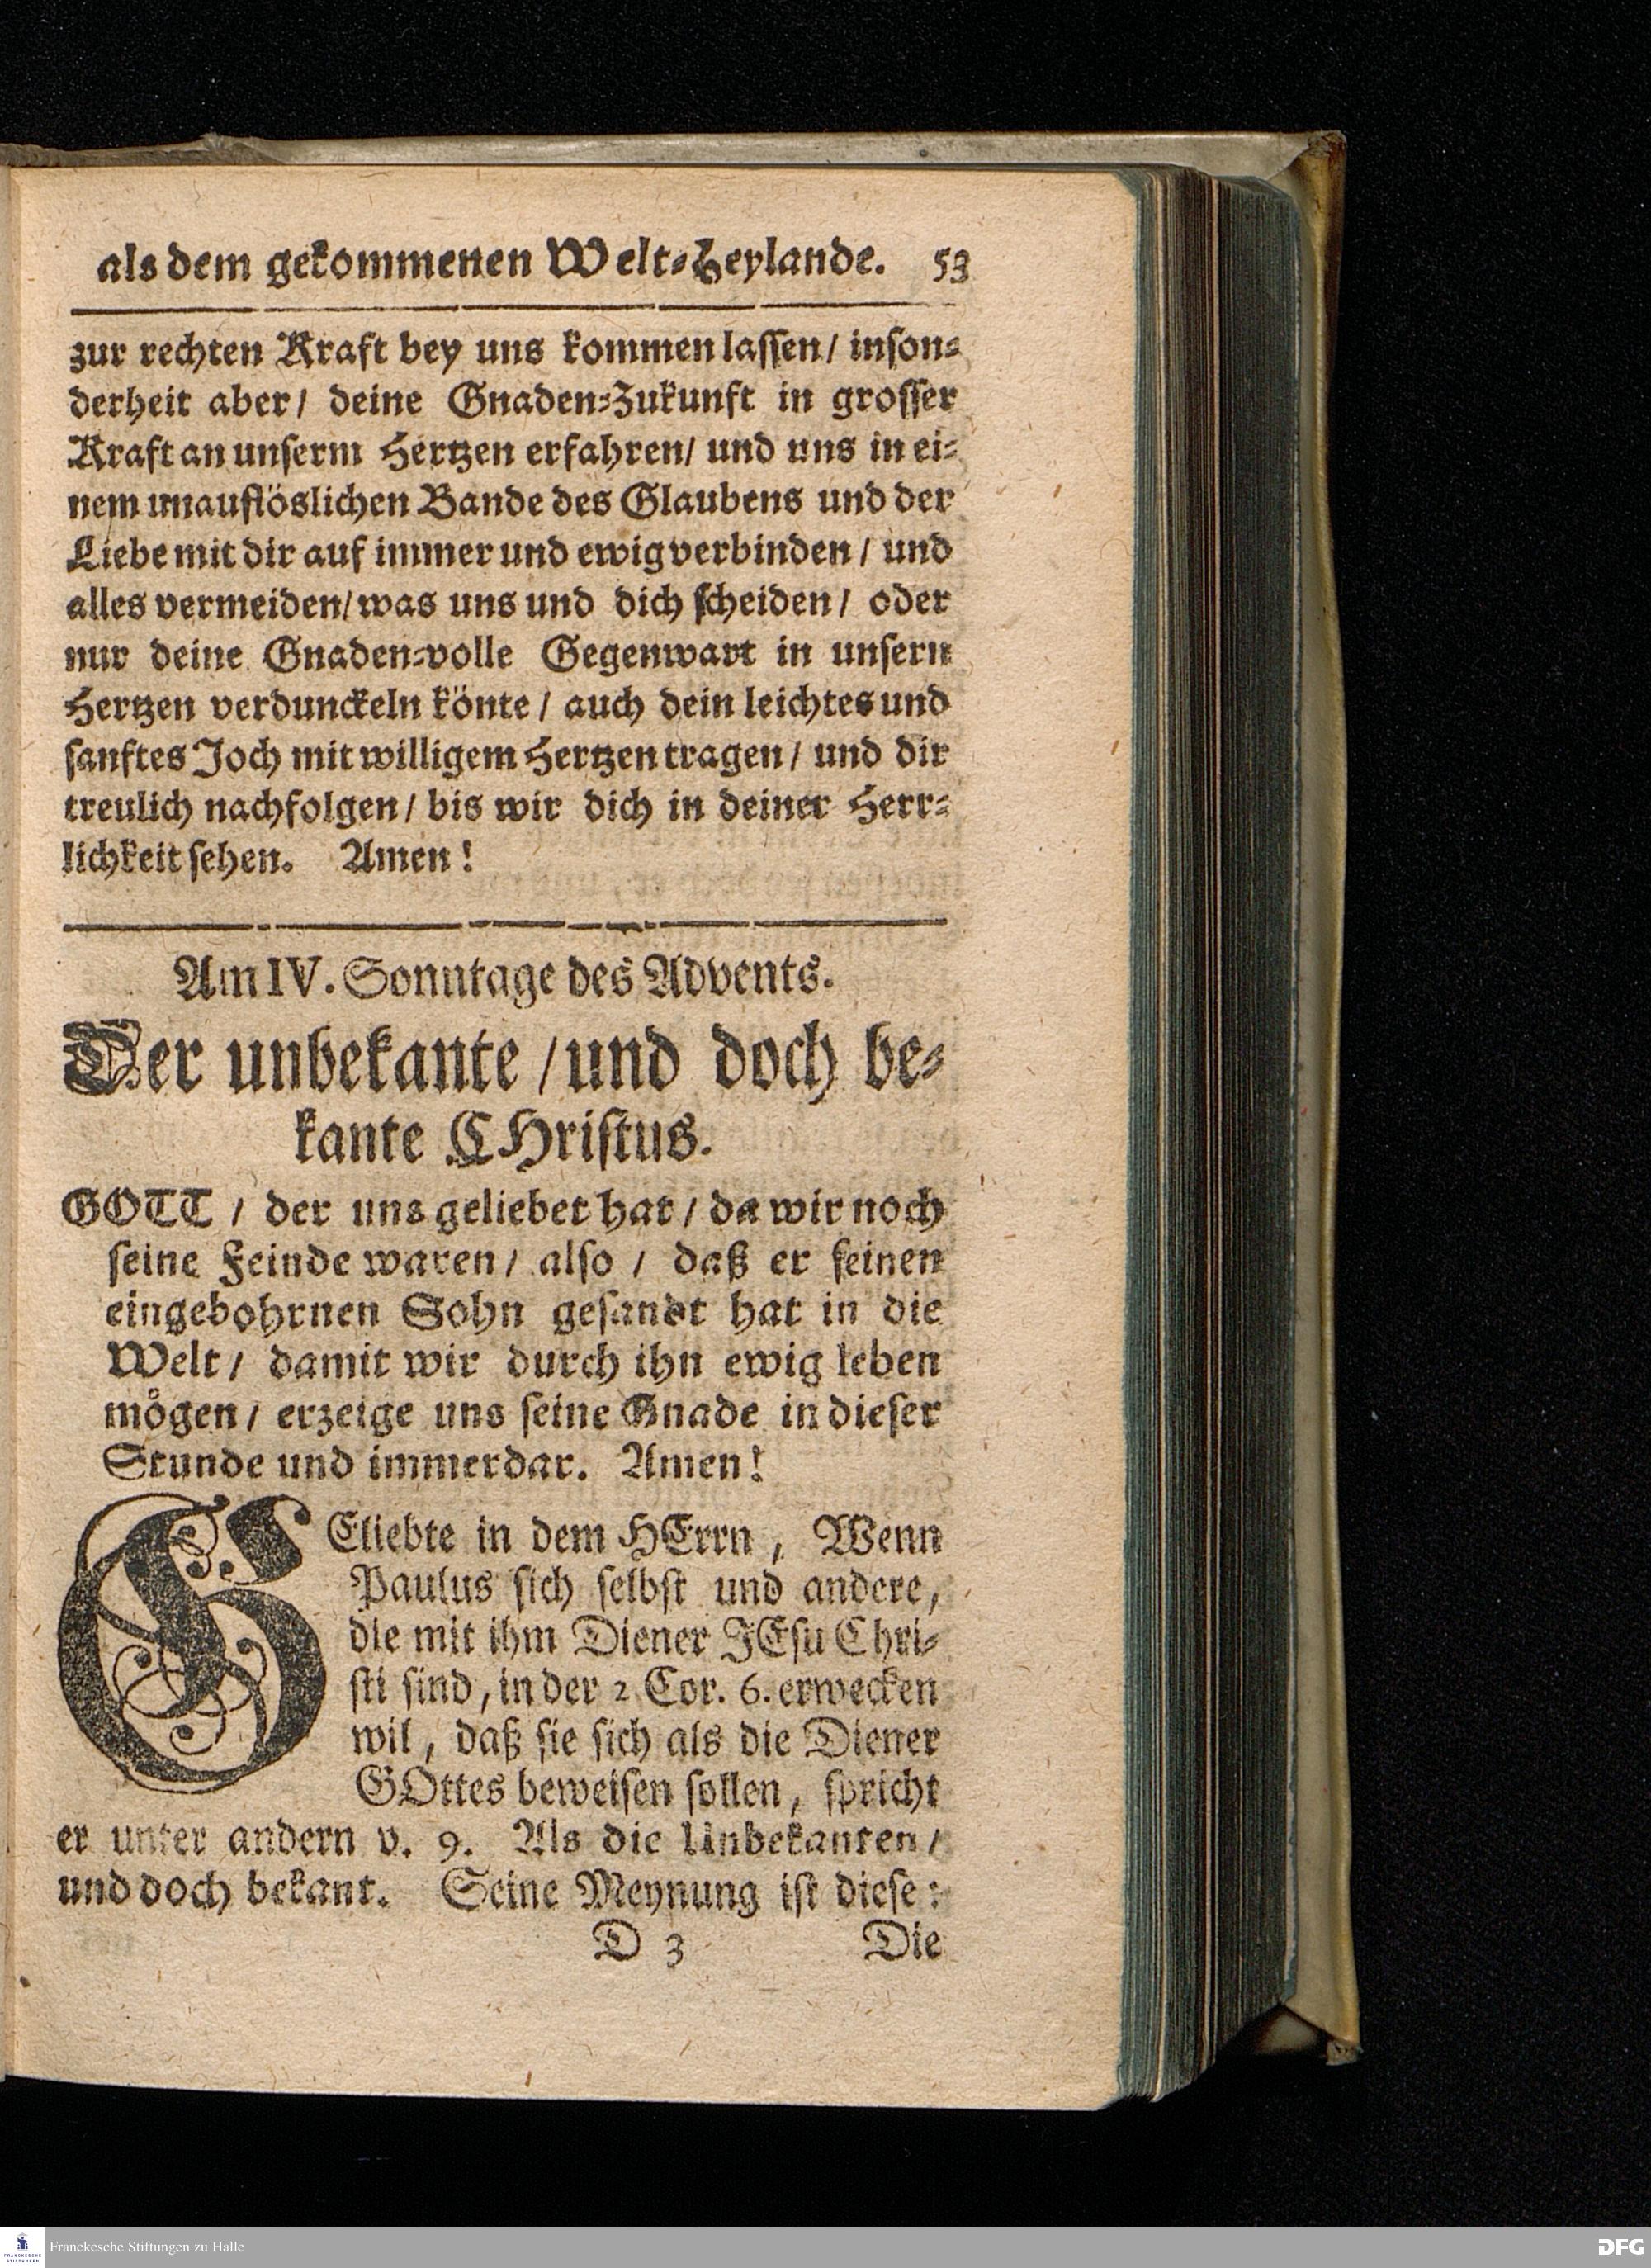 als dem gekommenen Welt-Heylande. 53
zur rechten Kraft bey uns kommen lassen/ inson-
derheit aber/ deine Gnaden-Zukunft in grosser
Kraft an unserm Hertzen erfahren/ und uns in ei-
nem unauflöslichen Bande des Glaubens und der
Liebe mit dir auf immer und ewig verbinden / und
alles vermeiden/ was uns und dich scheiden / oder
nur deine Gnaden-volle Gegenwart in unsern
Hertzen verdunckeln könte / auch dein leichtes und
sanftes Joch mit willigem Hertzen tragen / und dir
treulich nachfolgen / bis wir dich in deiner Herr-
lichkeit sehen. Amen!
Am IV. Sonntage des Advents.
Der unbekante / und doch be-
kante CHristus.
GOTT / der uns geliebet hat / da wir noch
seine Feinde waren / also / daß er seinen
eingebohrnen Sohn gesandt hat in die
Welt / damit wir durch ihn ewig leben
mögen / erzeige uns seine Gnade in dieser
Stunde und immerdar. Amen!
GEliebte in dem HErrn, Wenn
Paulus sich selbst und andere,
die mit ihm Diener JEsu Chri-
sti sind, in der 2 Cor. 6. erwecken
wil, daß sie sich als die Diener
GOttes beweisen sollen, spricht
er unter andern v. 9. Als die Unbekanten /
und doch bekant. Seine Meynung ist diese:
D 3 Die
FRANCKESCHE STIFTUNGEN
Franckesche Stiftungen zu Halle
DFG